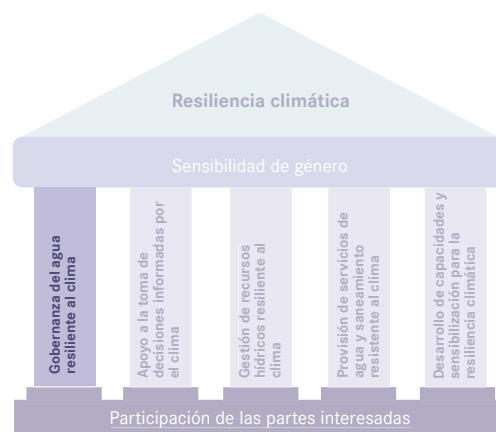 Resiliencia climática
Sensibilidad de género
Gobernanza del agua
resiliente al clima
Apoyo a la toma de
decisiones informadas por
el clima
Gestión de recursos
hídricos resiliente al
clima
Provisión de servicios de
agua y saneamiento
resistente al clima
Desarrollo de capacidades y
sensibilización para la
resiliencia climática
Participación de las partes interesadas